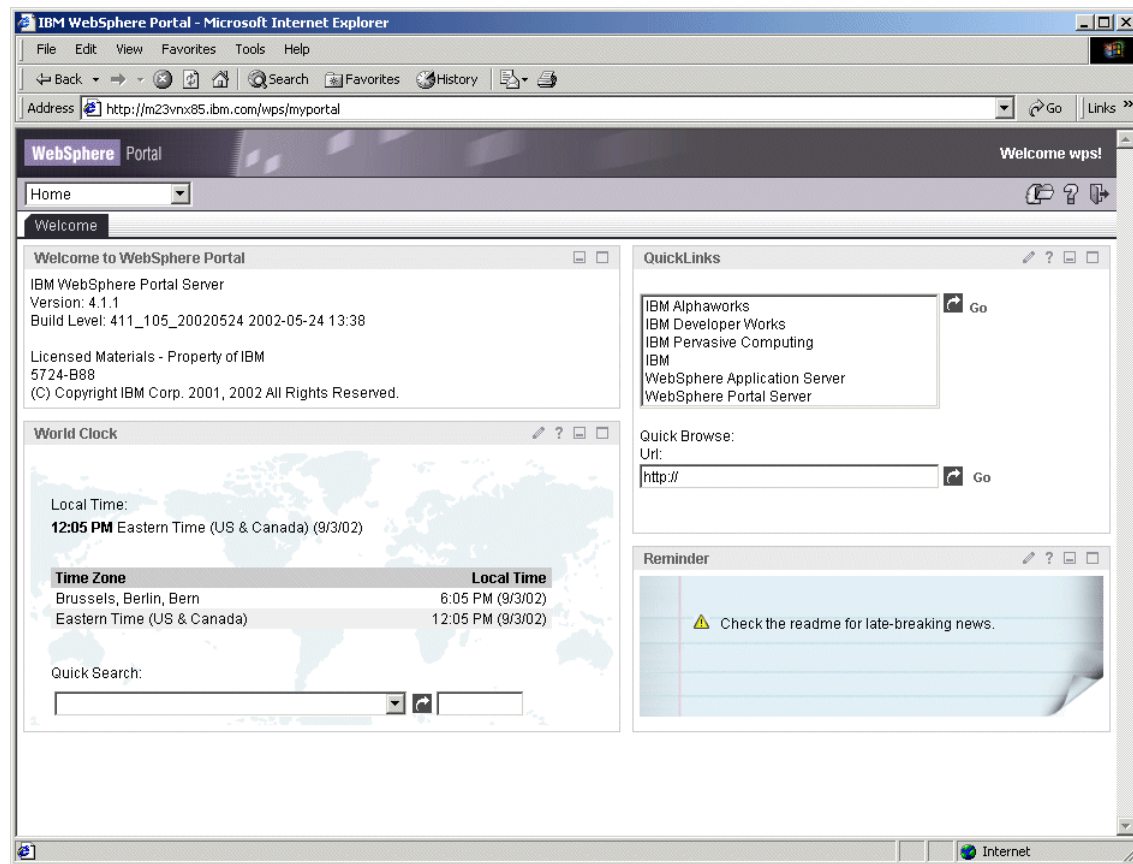 IBM WebSphere Portal - Microsoft Internet Explorer
File Edit View Favorites Tools Help
Back Search Favorites History
Address http://m23vnx85.ibm.com/wps/myportal Go Links »
WebSphere Portal Welcome wps!
Home
Welcome
Welcome to WebSphere Portal
IBM WebSphere Portal Server
Version: 4.1.1
Build Level: 411_105_20020524 2002-05-24 13:38
Licensed Materials - Property of IBM
5724-B88
(C) Copyright IBM Corp. 2001, 2002 All Rights Reserved.
World Clock ?
Local Time:
12:05 PM Eastern Time (US & Canada) (9/3/02)
Time Zone Local Time
Brussels, Berlin, Bern 6:05 PM (9/3/02)
Eastern Time (US & Canada) 12:05 PM (9/3/02)
Quick Search:
QuickLinks ?
IBM Alphaworks
IBM Developer Works
IBM Pervasive Computing
IBM
WebSphere Application Server
WebSphere Portal Server
Go
Quick Browse:
Url:
http:// Go
Reminder ?
Check the readme for late-breaking news.
Internet